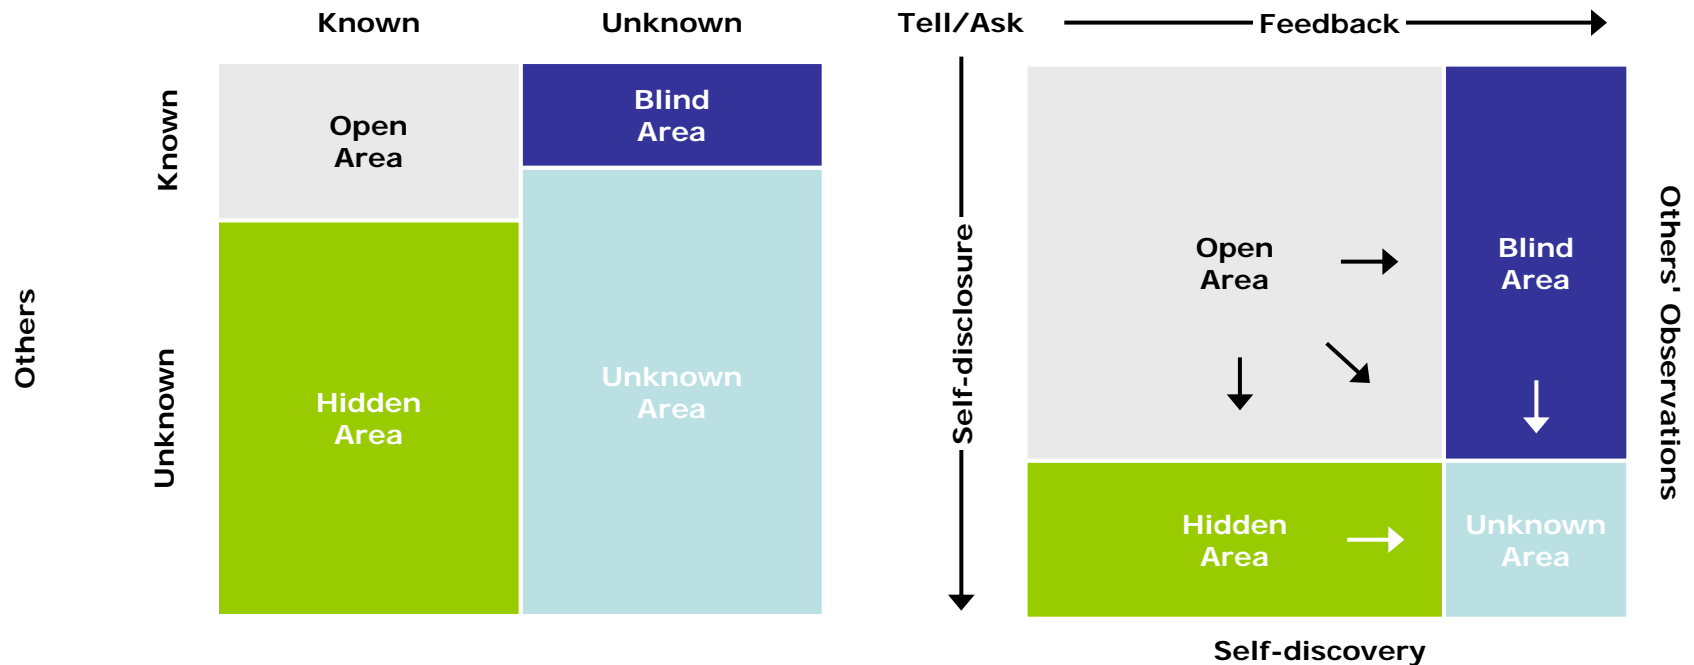 Known
Unknown
Known
Open
Area
Blind
Area
Others
Unknown
Hidden
Area
Unknown
Area
Tell/Ask
Feedback
Self-disclosure
Open
Area
Blind
Area
Others' Observations
Hidden
Area
Unknown
Area
Self-discovery